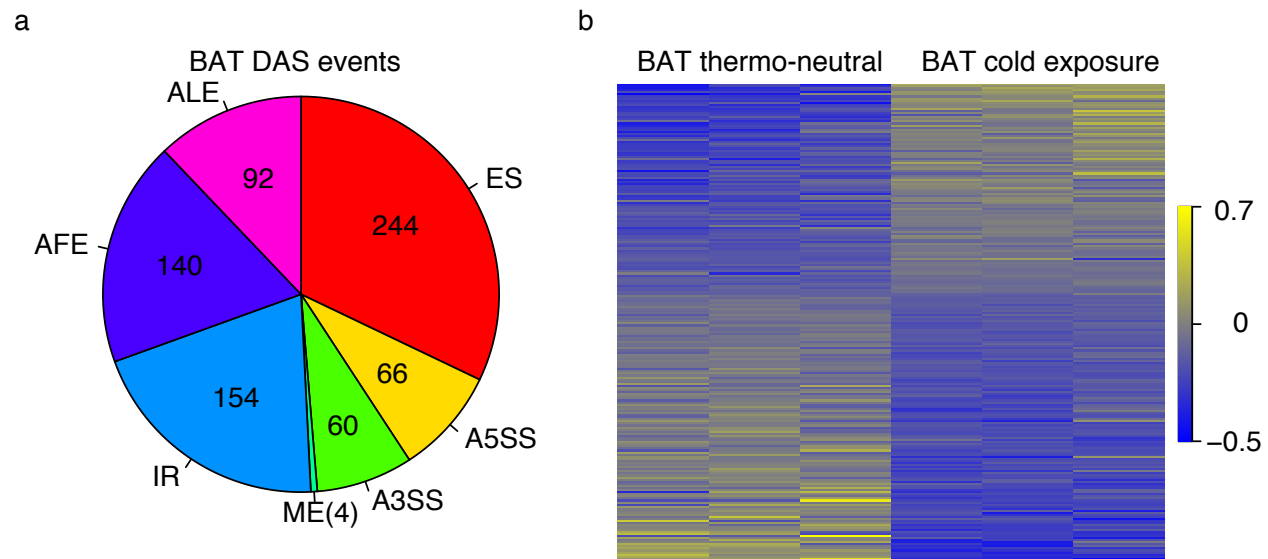 a
BAT DAS events
ALE
ES
92
244
AFE
140
66
154
60
A5SS
IR
A3SS
ME(4)
b
BAT thermo-neutral BAT cold exposure
0.7
0
−0.5